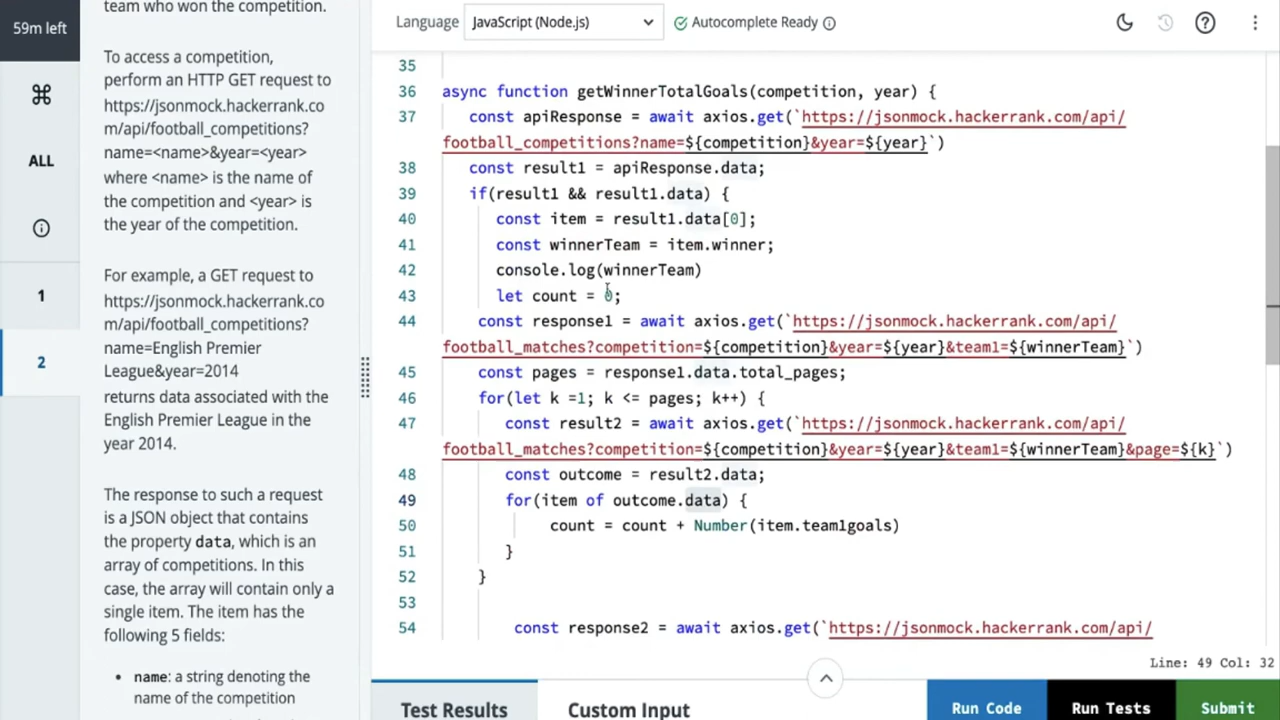 59m left
ALL
1
2
team who won the competition.
To access a competition,
perform an HTTP GET request to
https://jsonmock.hackerrank.co
m/api/football_competitions?
name=<name>&year=<year>
where <name> is the name of
the competition and <year> is
the year of the competition.
For example, a GET request to
https://jsonmock.hackerrank.co
m/api/football_competitions?
name=English Premier
League&year=2014
returns data associated with the
English Premier League in the
year 2014.
The response to such a request
is a JSON object that contains
the property data, which is an
array of competitions. In this
case, the array will contain only a
single item. The item has the
following 5 fields:
• name: a string denoting the
name of the competition
Language JavaScript (Node.js) Autocomplete Ready
35
36 async function getWinnerTotalGoals(competition, year) {
37 const apiResponse = await axios.get(`https://jsonmock.hackerrank.com/api/
football_competitions?name=${competition}&year=${year}`)
38 const result1 = apiResponse.data;
39 if(result1 && result1.data) {
40 const item = result1.data[0];
41 const winnerTeam = item.winner;
42 console.log(winnerTeam)
43 let count = 0;
44 const response1 = await axios.get(`https://jsonmock.hackerrank.com/api/
football_matches?competition=${competition}&year=${year}&team1=${winnerTeam}`)
45 const pages = response1.data.total_pages;
46 for(let k =1; k <= pages; k++) {
47 const result2 = await axios.get(`https://jsonmock.hackerrank.com/api/
football_matches?competition=${competition}&year=${year}&team1=${winnerTeam}&page=${k}`)
48 const outcome = result2.data;
49 for(item of outcome.data) {
50 count = count + Number(item.team1goals)
51 }
52 }
53
54 const response2 = await axios.get(`https://jsonmock.hackerrank.com/api/
Line: 49 Col: 32
Test Results Custom Input Run Code Run Tests Submit